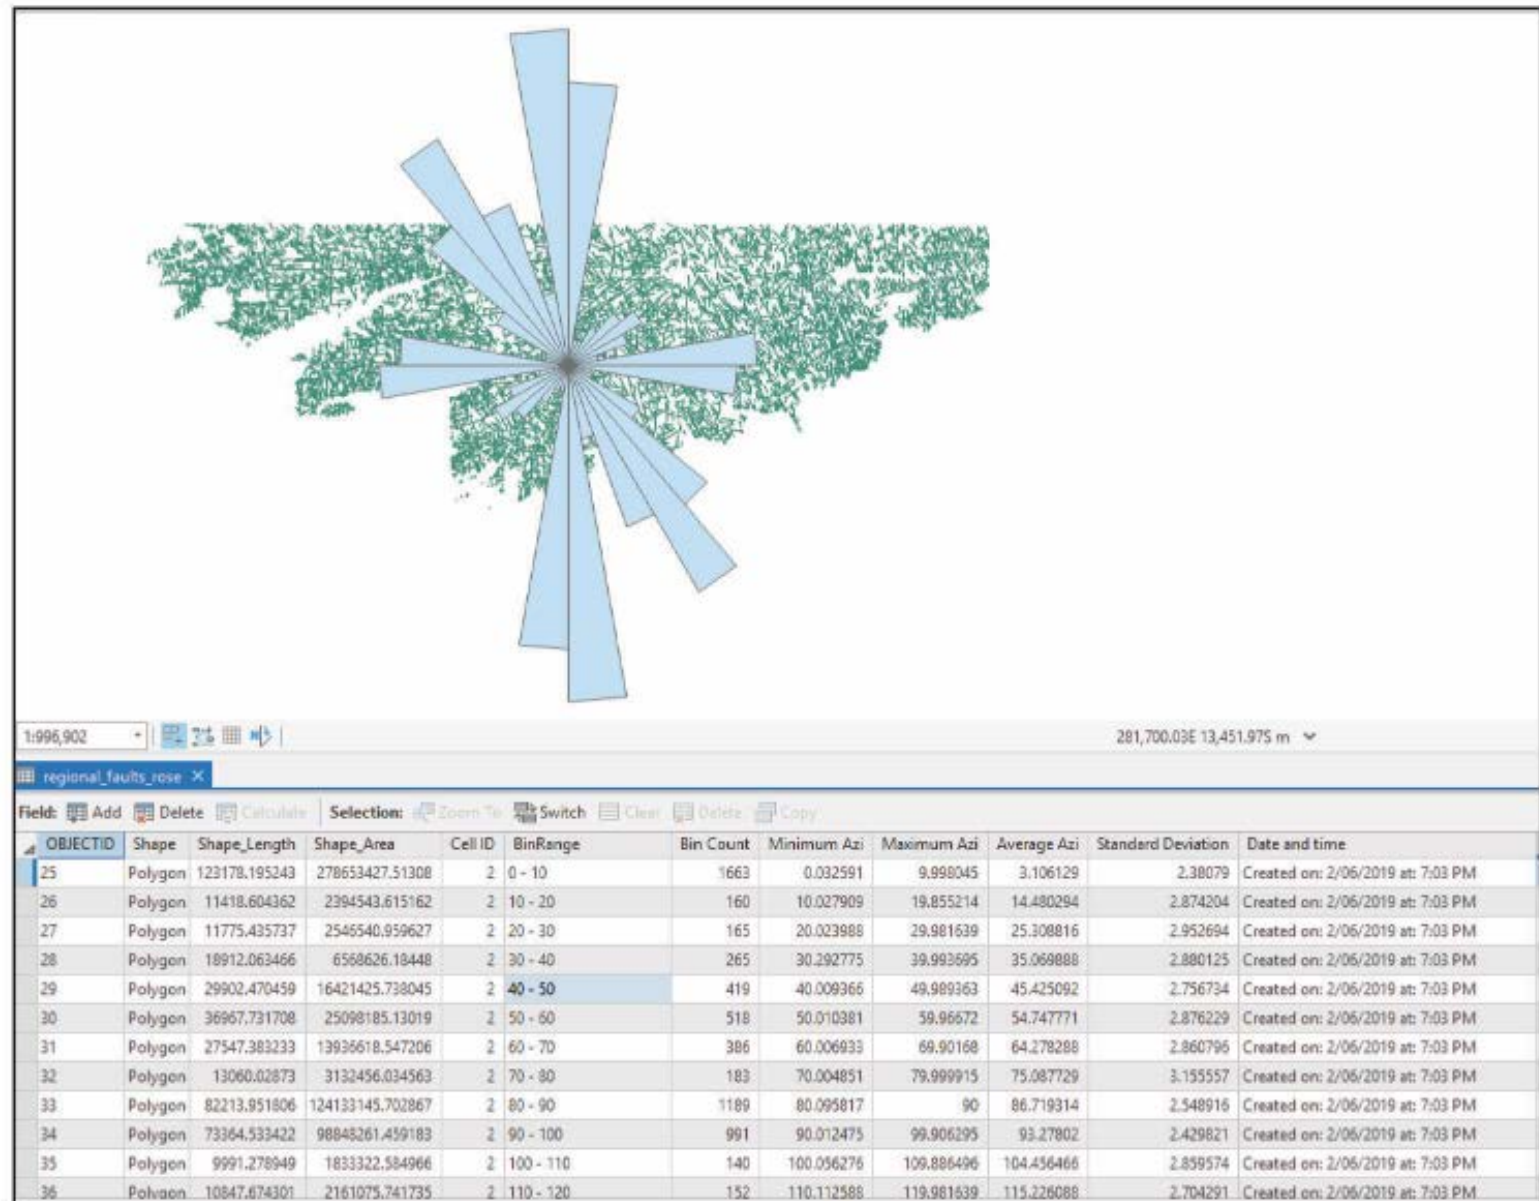 1:996,902 281,700.03E 13,451.97S m
regional_faults_rose
Field: Add Delete Calculate Selection: Zoom To Switch Clear Delete Copy
OBJECTID Shape Shape_Length Shape_Area Cell ID BinRange Bin Count Minimum Azi Maximum Azi Average Azi Standard Deviation Date and time
25 Polygon 123178.195243 278653427.51308 2 0 - 10 1663 0.032591 9.998045 3.106129 2.38079 Created on: 2/06/2019 at: 7:03 PM
26 Polygon 11418.604362 2394543.615162 2 10 - 20 160 10.027909 19.855214 14.480294 2.874204 Created on: 2/06/2019 at: 7:03 PM
27 Polygon 11775.435737 2546540.959627 2 20 - 30 165 20.023988 29.981639 25.308816 2.952694 Created on: 2/06/2019 at: 7:03 PM
28 Polygon 18912.063466 6568626.18448 2 30 - 40 265 30.292775 39.993695 35.069888 2.880125 Created on: 2/06/2019 at: 7:03 PM
29 Polygon 29902.470459 16421425.738045 2 40 - 50 419 40.009366 49.989363 45.425092 2.756734 Created on: 2/06/2019 at: 7:03 PM
30 Polygon 36967.731708 25098185.13019 2 50 - 60 518 50.010381 59.96672 54.747771 2.876229 Created on: 2/06/2019 at: 7:03 PM
31 Polygon 27547.383233 13936618.547206 2 60 - 70 386 60.006933 69.90168 64.278288 2.860796 Created on: 2/06/2019 at: 7:03 PM
32 Polygon 13060.02873 3132456.034563 2 70 - 80 183 70.004851 79.999915 75.087729 3.155557 Created on: 2/06/2019 at: 7:03 PM
33 Polygon 82213.951806 124133145.702867 2 80 - 90 1189 80.095817 90 86.719314 2.548916 Created on: 2/06/2019 at: 7:03 PM
34 Polygon 73364.533422 98848261.459183 2 90 - 100 991 90.012475 99.906295 93.27802 2.429821 Created on: 2/06/2019 at: 7:03 PM
35 Polygon 9991.278949 1833322.584966 2 100 - 110 140 100.056276 109.886496 104.456466 2.859574 Created on: 2/06/2019 at: 7:03 PM
36 Polygon 10847.674301 2161075.741735 2 110 - 120 152 110.112588 119.981639 115.226088 2.704291 Created on: 2/06/2019 at: 7:03 PM